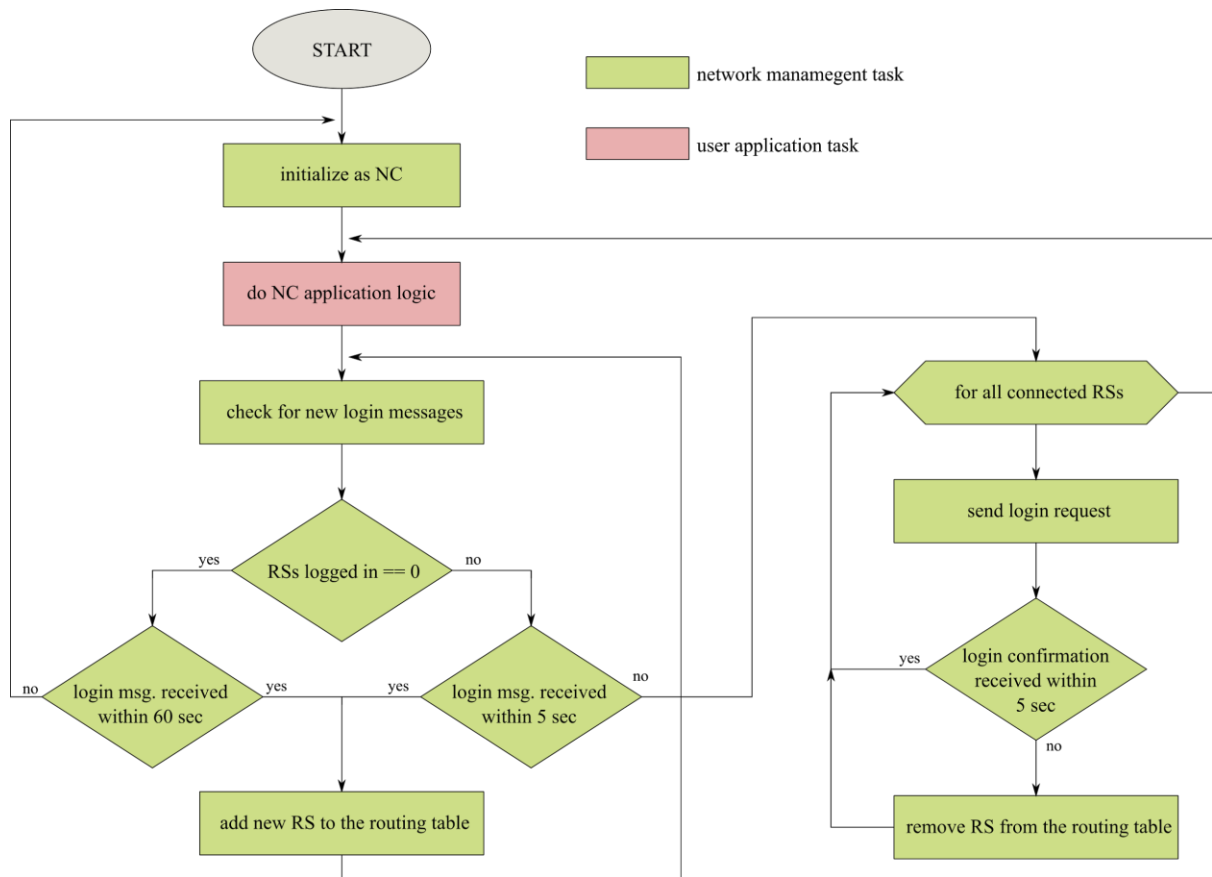 START
network manamegent task
user application task
initialize as NC
do NC application logic
check for new login messages
for all connected RSs
send login request
yes
RSs logged in == 0
no
no
login msg. received
within 60 sec
yes
yes
login msg. received
within 5 sec
no
yes
login confirmation
received within
5 sec
no
add new RS to the routing table
remove RS from the routing table